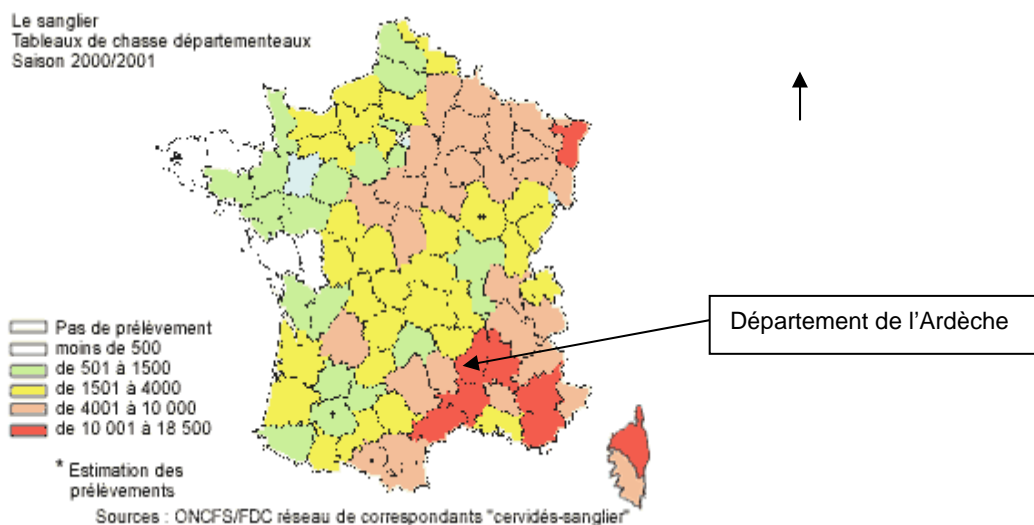 Le sanglier
Tableaux de chasse départementeaux
Saison 2000/2001
Département de l'Ardèche
Pas de prélèvement
moins de 500
de 501 à 1500
de 1501 à 4000
de 4001 à 10 000
de 10 001 à 18 500
* Estimation des
prélèvements
Sources : ONCFS/FDC réseau de correspondants "cervidés-sanglier"